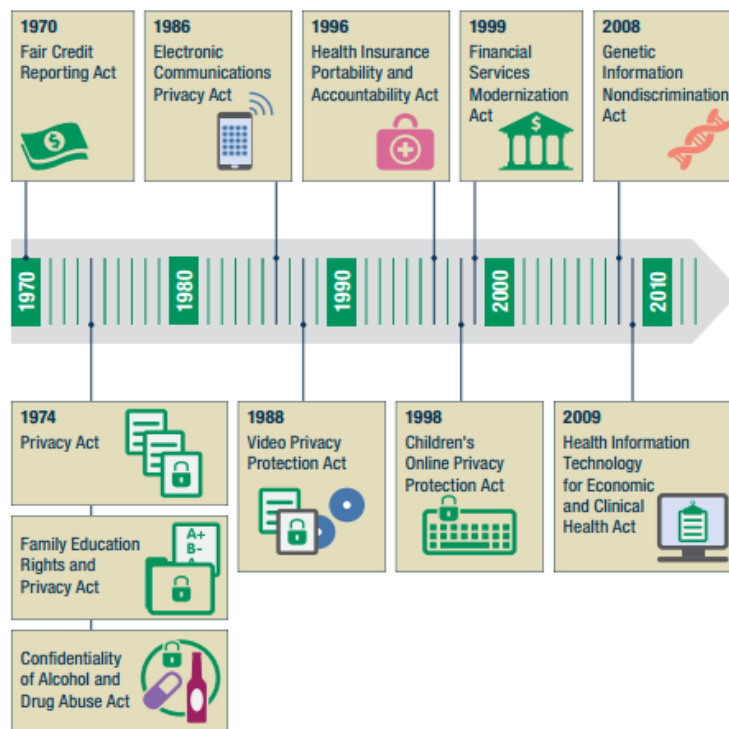 1970
Fair Credit
Reporting Act
$
1986
Electronic
Communications
Privacy Act
1996
Health Insurance
Portability and
Accountability Act
1999
Financial
Services
Modernization
Act
$
2008
Genetic
Information
Nondiscrimination
Act
1970
1980
1990
2000
2010
1974
Privacy Act
Family Education
Rights and
Privacy Act
A+
B-
Confidentiality
of Alcohol and
Drug Abuse Act
1988
Video Privacy
Protection Act
1998
Children's
Online Privacy
Protection Act
2009
Health Information
Technology
for Economic
and Clinical
Health Act